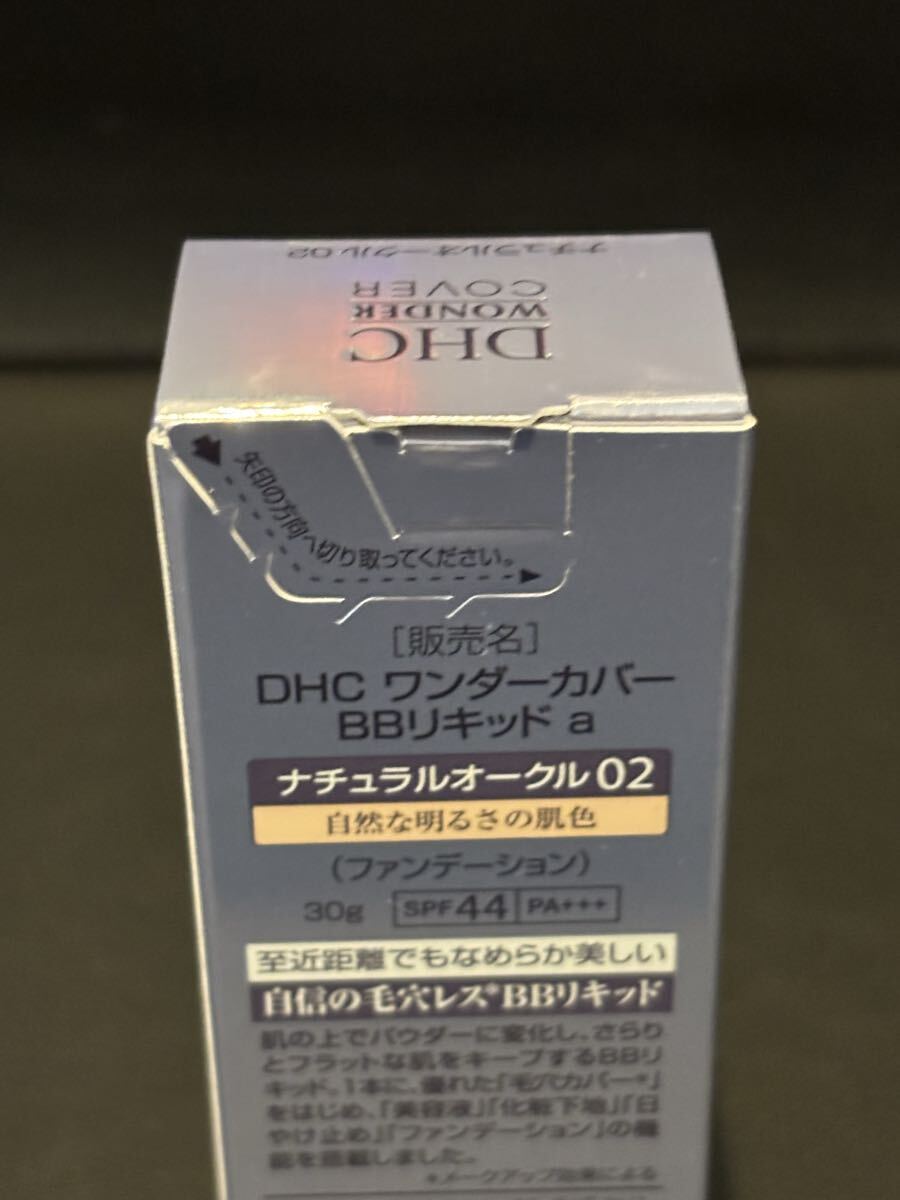 ナチュラルオークル 02
COVER
WONDER
DHC
矢印の方向へ切り取ってください。
［販売名］
DHC ワンダーカバー
BBリキッド a
ナチュラルオークル 02
自然な明るさの肌色
（ファンデーション）
30g SPF44 PA+++
至近距離でもなめらか美しい
自信の毛穴レス*BBリキッド
肌の上でパウダーに変化し、さらり
とフラットな肌をキープするBBリ
キッド。1本に、優れた「毛穴カバー*」
をはじめ、「美容液」「化粧下地」「日
やけ止め」「ファンデーション」の機
能を搭載しました。
*メークアップ効果による